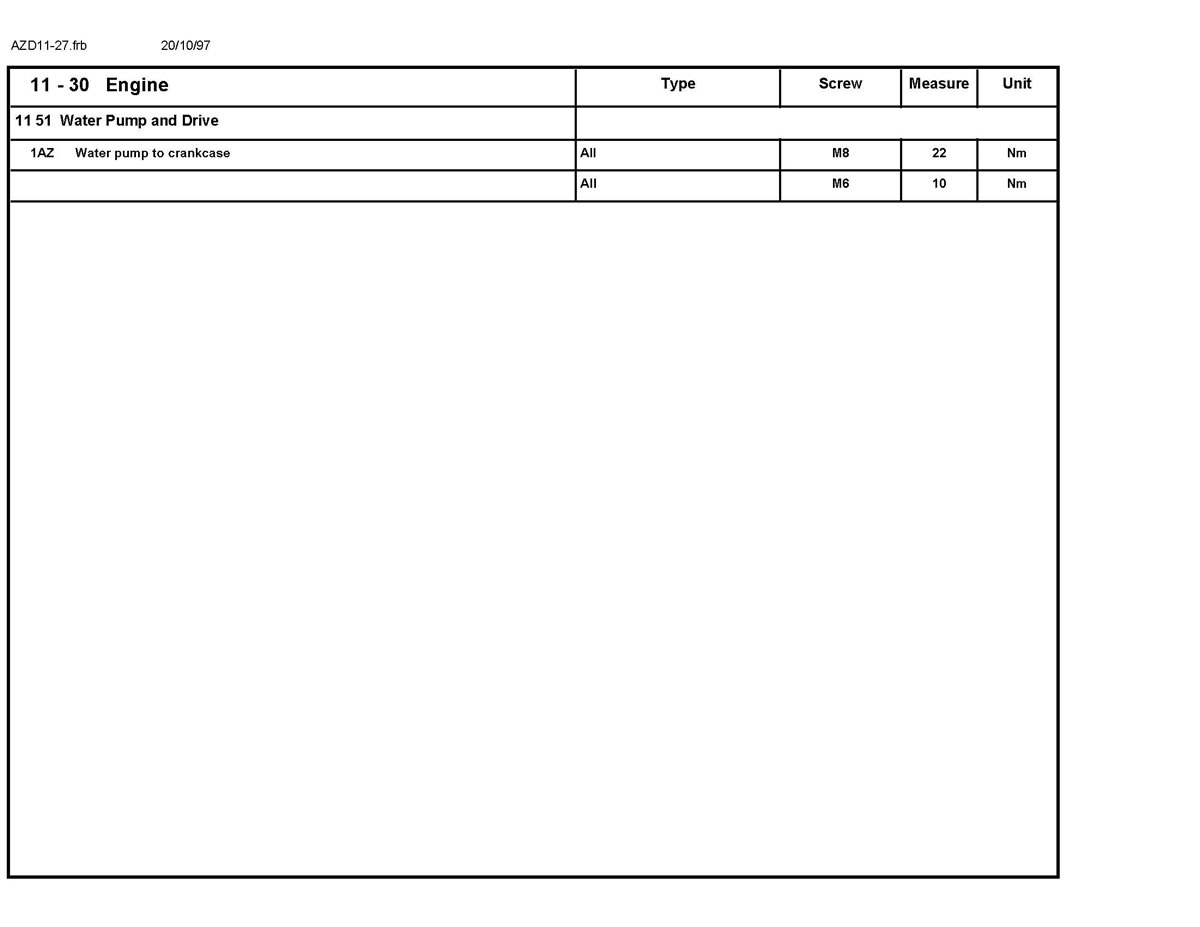 AZD11-27.frb 20/10/97
11 - 30 Engine Type Screw Measure Unit
11 51 Water Pump and Drive
1AZ Water pump to crankcase All M8 22 Nm
All M6 10 Nm